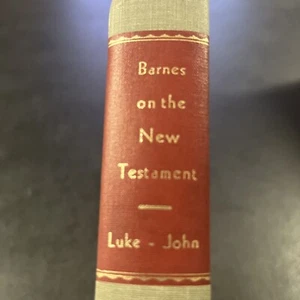 Barnes
on the
New
Testament
Luke - John